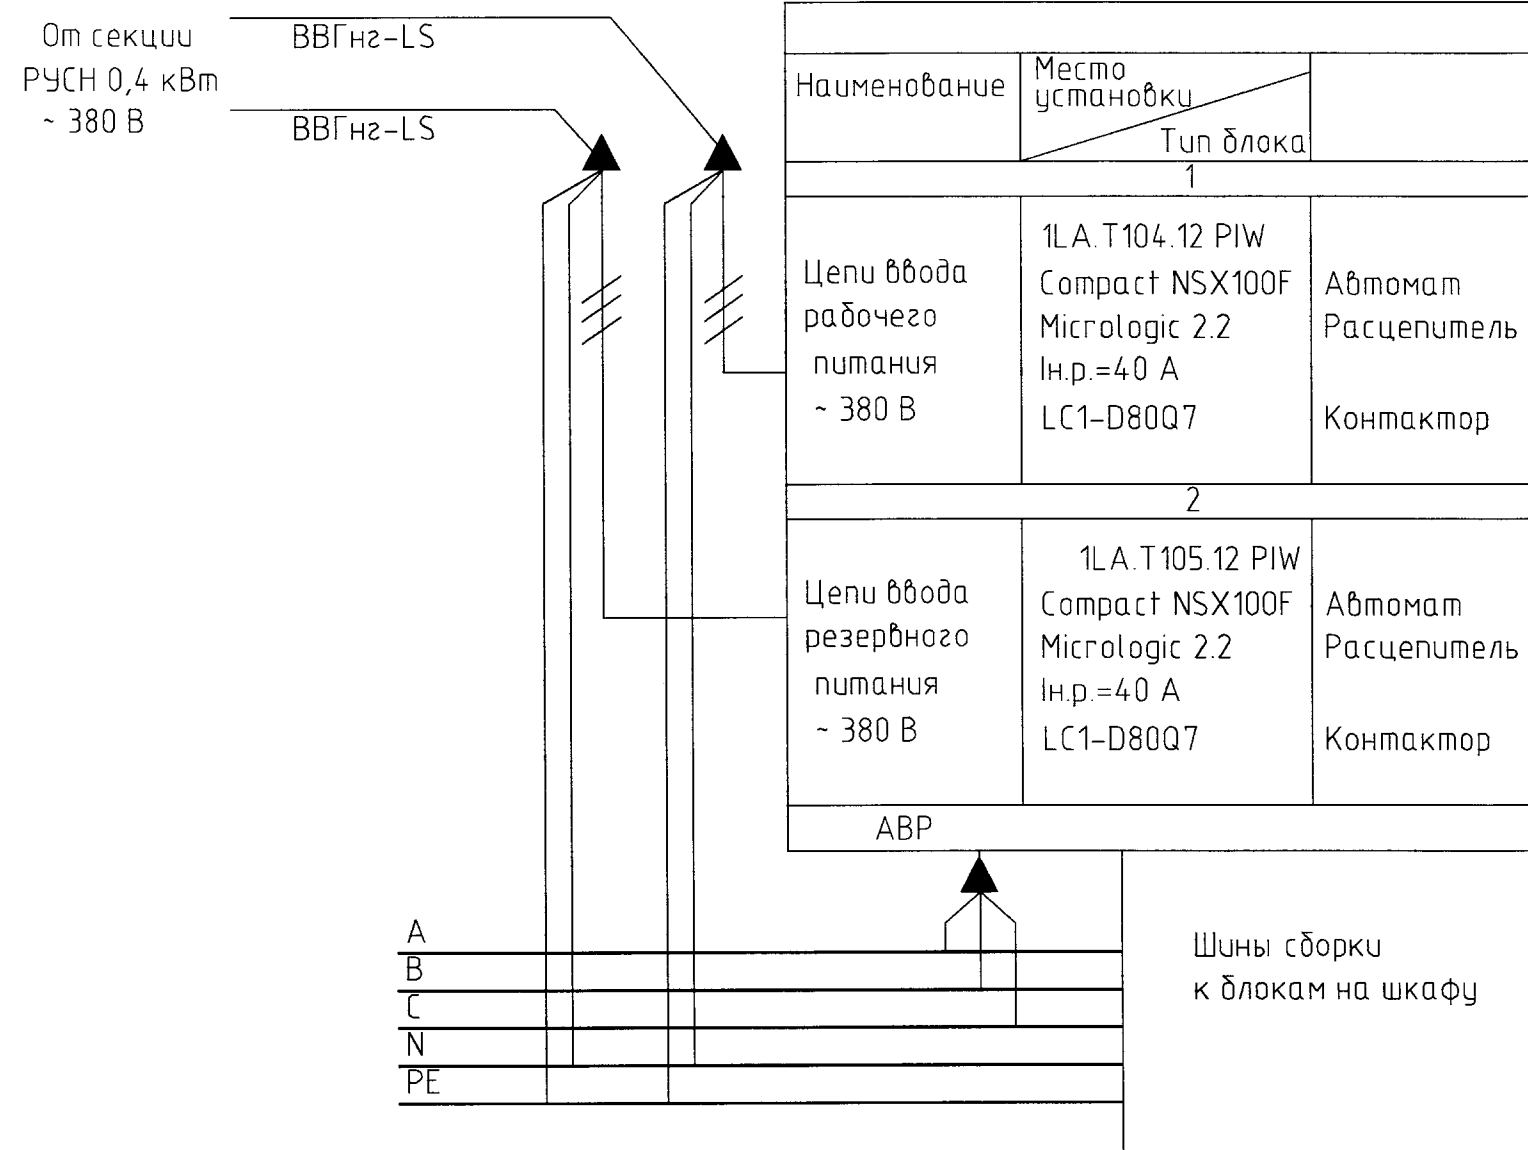 От секции
РУСН 0,4 кВт
~ 380 В
ВВГнг-LS
ВВГнг-LS
Наименование
Место
установки
Тип блока
1
Цепи ввода
рабочего
питания
~ 380 В
1LA.T104.12 PIW
Compact NSX100F
Micrologic 2.2
Iн.р.=40 А
LC1-D80Q7
Автомат
Расцепитель
Контактор
2
Цепи ввода
резервного
питания
~ 380 В
1LA.T105.12 PIW
Compact NSX100F
Micrologic 2.2
Iн.р.=40 А
LC1-D80Q7
Автомат
Расцепитель
Контактор
АВР
A
B
C
N
PE
Шины сборки
к блокам на шкафу